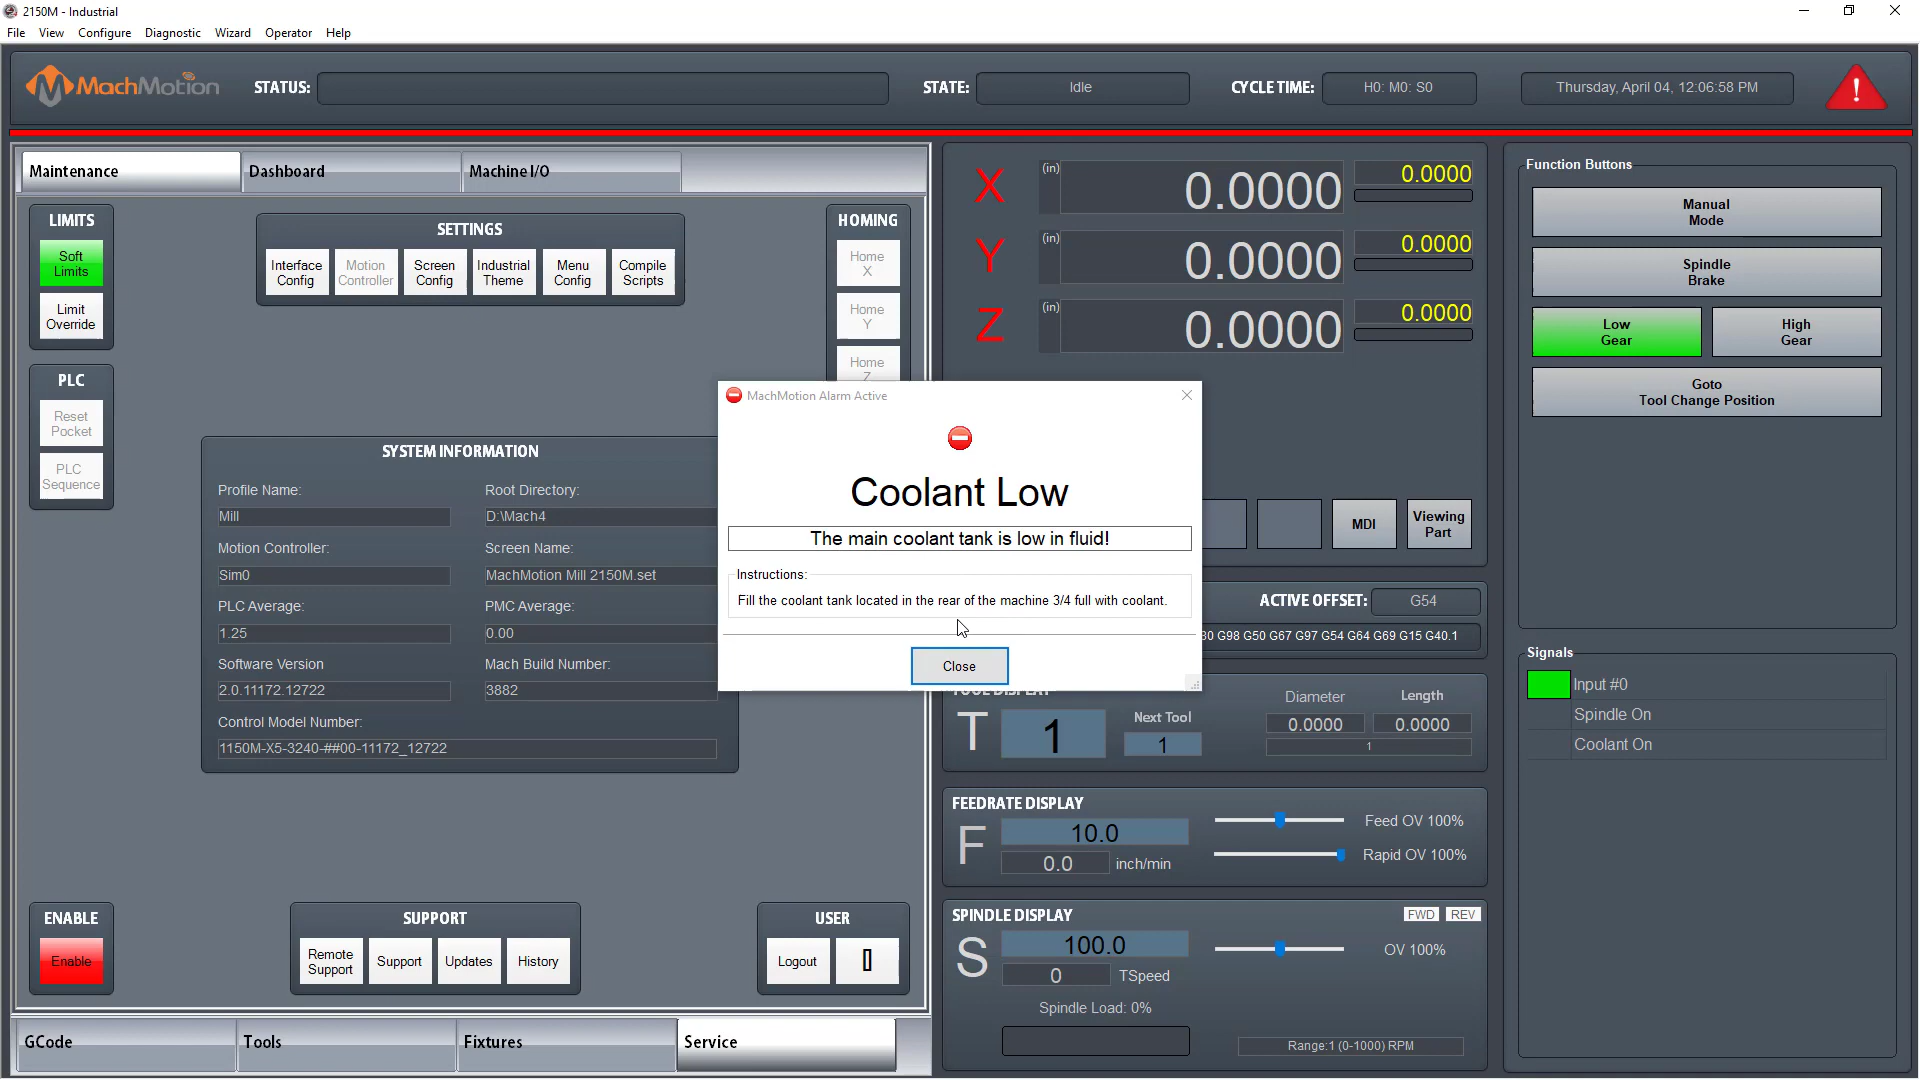 2150M - Industrial
File View Configure Diagnostic Wizard Operator Help
MachMotion
STATUS:
STATE: Idle
CYCLE TIME: H0: M0: S0
Thursday, April 04, 12:06:58 PM
Maintenance Dashboard Machine I/O
LIMITS
Soft
Limits
Limit
Override
PLC
Reset
Pocket
PLC
Sequence
SETTINGS
Interface
Config
Motion
Controller
Screen
Config
Industrial
Theme
Menu
Config
Compile
Scripts
HOMING
Home
X
Home
Y
Home
Z
SYSTEM INFORMATION
Profile Name: Root Directory:
Mill D:\Mach4
Motion Controller: Screen Name:
Sim0 MachMotion Mill 2150M.set
PLC Average: PMC Average:
1.25 0.00
Software Version Mach Build Number:
2.0.11172.12722 3882
Control Model Number:
1150M-X5-3240-##00-11172_12722
ENABLE
Enable
SUPPORT
Remote
Support
Support
Updates
History
USER
Logout
GCode Tools Fixtures Service
X (in) 0.0000 0.0000
Y (in) 0.0000 0.0000
Z (in) 0.0000 0.0000
MachMotion Alarm Active
Coolant Low
The main coolant tank is low in fluid!
Instructions:
Fill the coolant tank located in the rear of the machine 3/4 full with coolant.
Close
MDI
Viewing
Part
ACTIVE OFFSET: G54
G98 G50 G67 G97 G54 G64 G69 G15 G40.1
TOOL DISPLAY
T 1
Next Tool
1
Diameter Length
0.0000 0.0000
1
FEEDRATE DISPLAY
F 10.0
0.0 inch/min
Feed OV 100%
Rapid OV 100%
SPINDLE DISPLAY
FWD REV
S 100.0
0 TSpeed
OV 100%
Spindle Load: 0%
Range:1 (0-1000) RPM
Function Buttons
Manual
Mode
Spindle
Brake
Low
Gear
High
Gear
Goto
Tool Change Position
Signals
Input #0
Spindle On
Coolant On